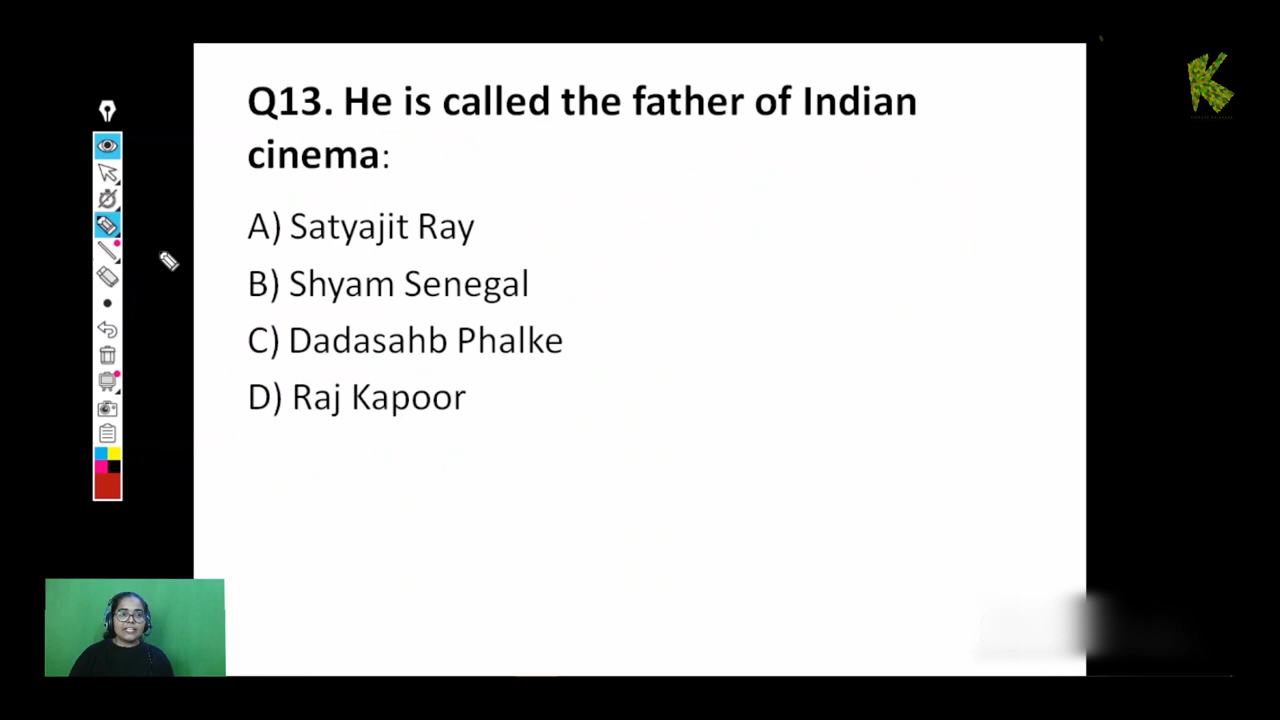 Q13. He is called the father of Indian
cinema:
A) Satyajit Ray
B) Shyam Senegal
C) Dadasahb Phalke
D) Raj Kapoor
K